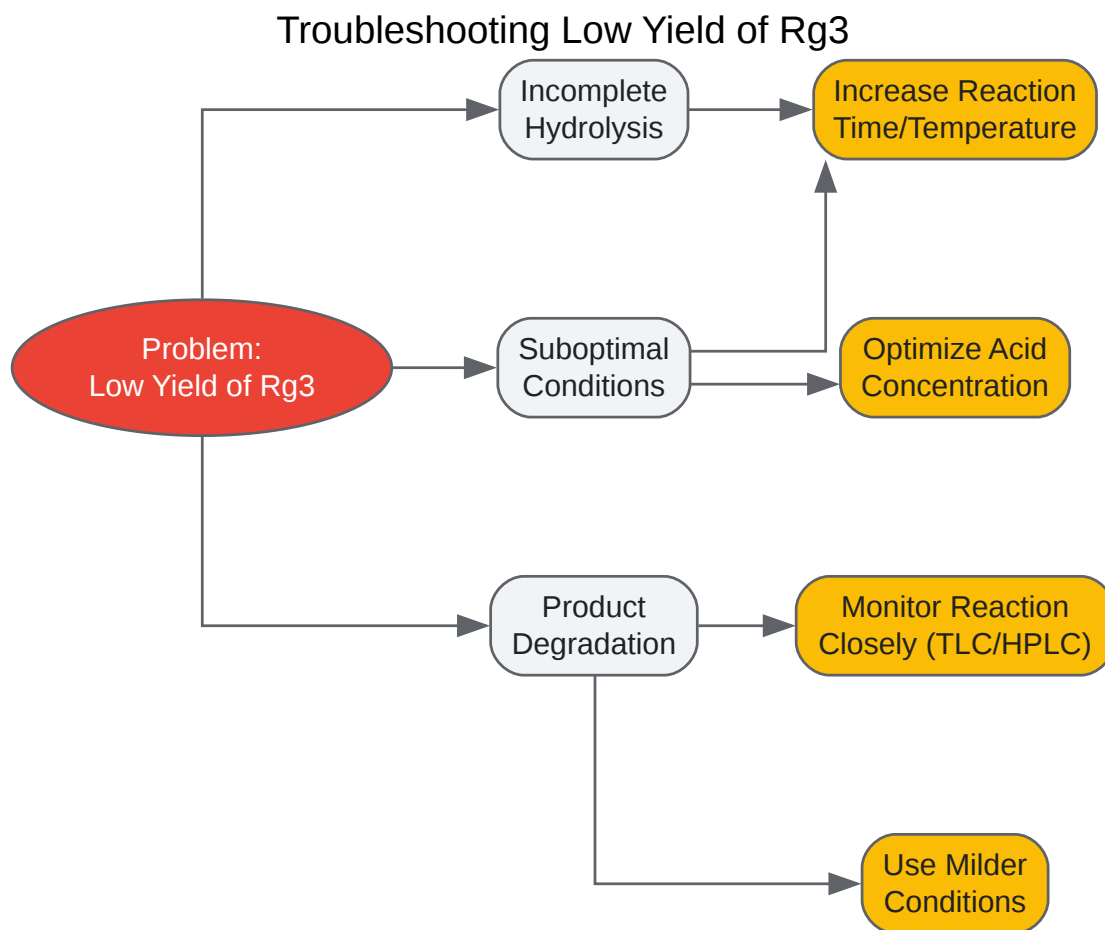 Troubleshooting Low Yield of Rg3
Incomplete
Hydrolysis
Increase Reaction
Time/Temperature
Problem:
Low Yield of Rg3
Suboptimal
Conditions
Optimize Acid
Concentration
Product
Degradation
Monitor Reaction
Closely (TLC/HPLC)
Use Milder
Conditions